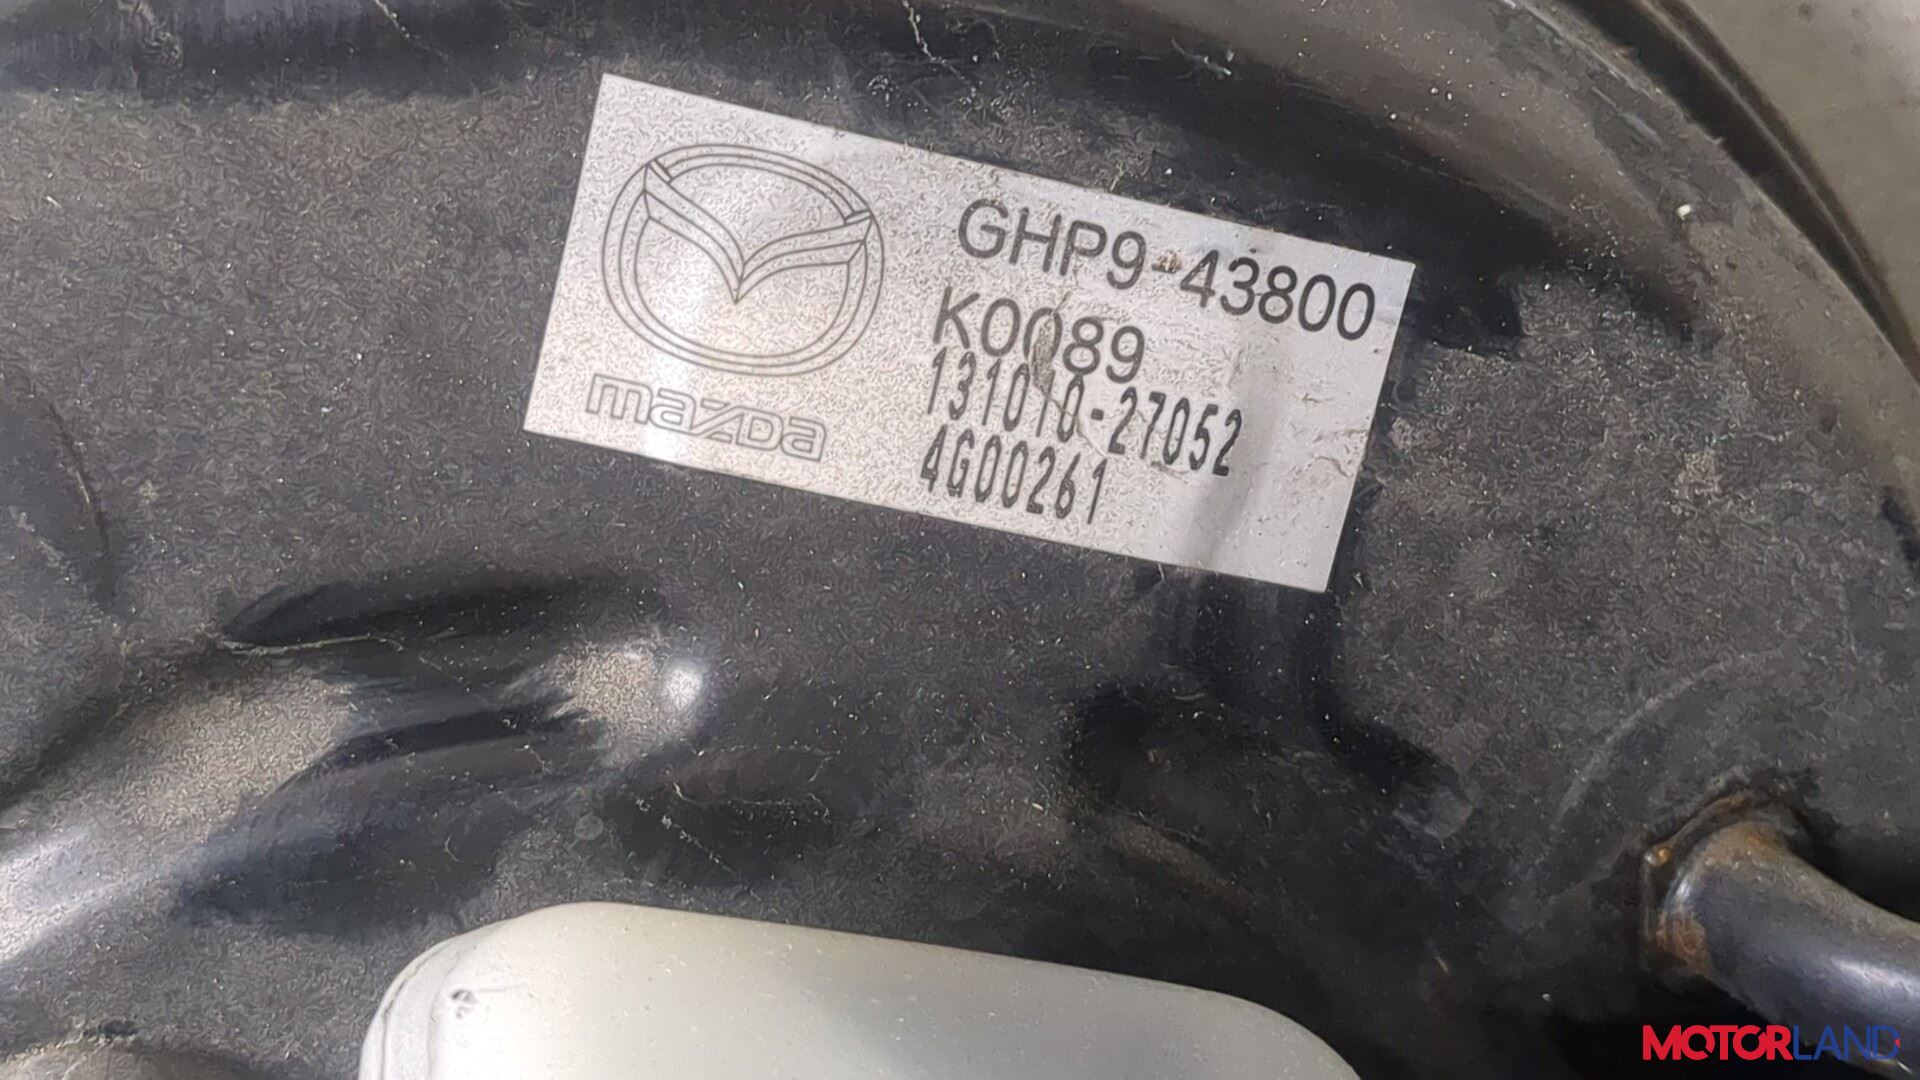 GHP9-43800
K0089
131010-27052
4G00261
mazda
MOTORLAND